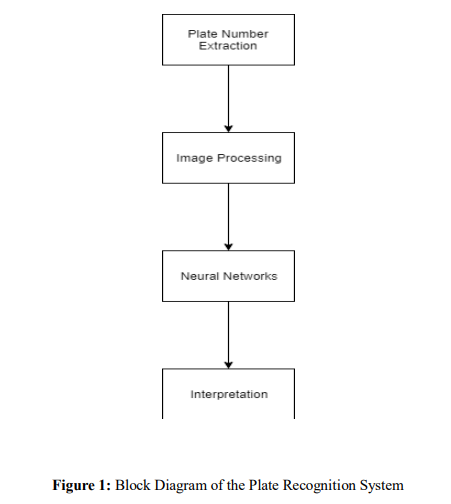 Plate Number
Extraction
Image Processing
Neural Networks
Interpretation
Figure 1: Block Diagram of the Plate Recognition System